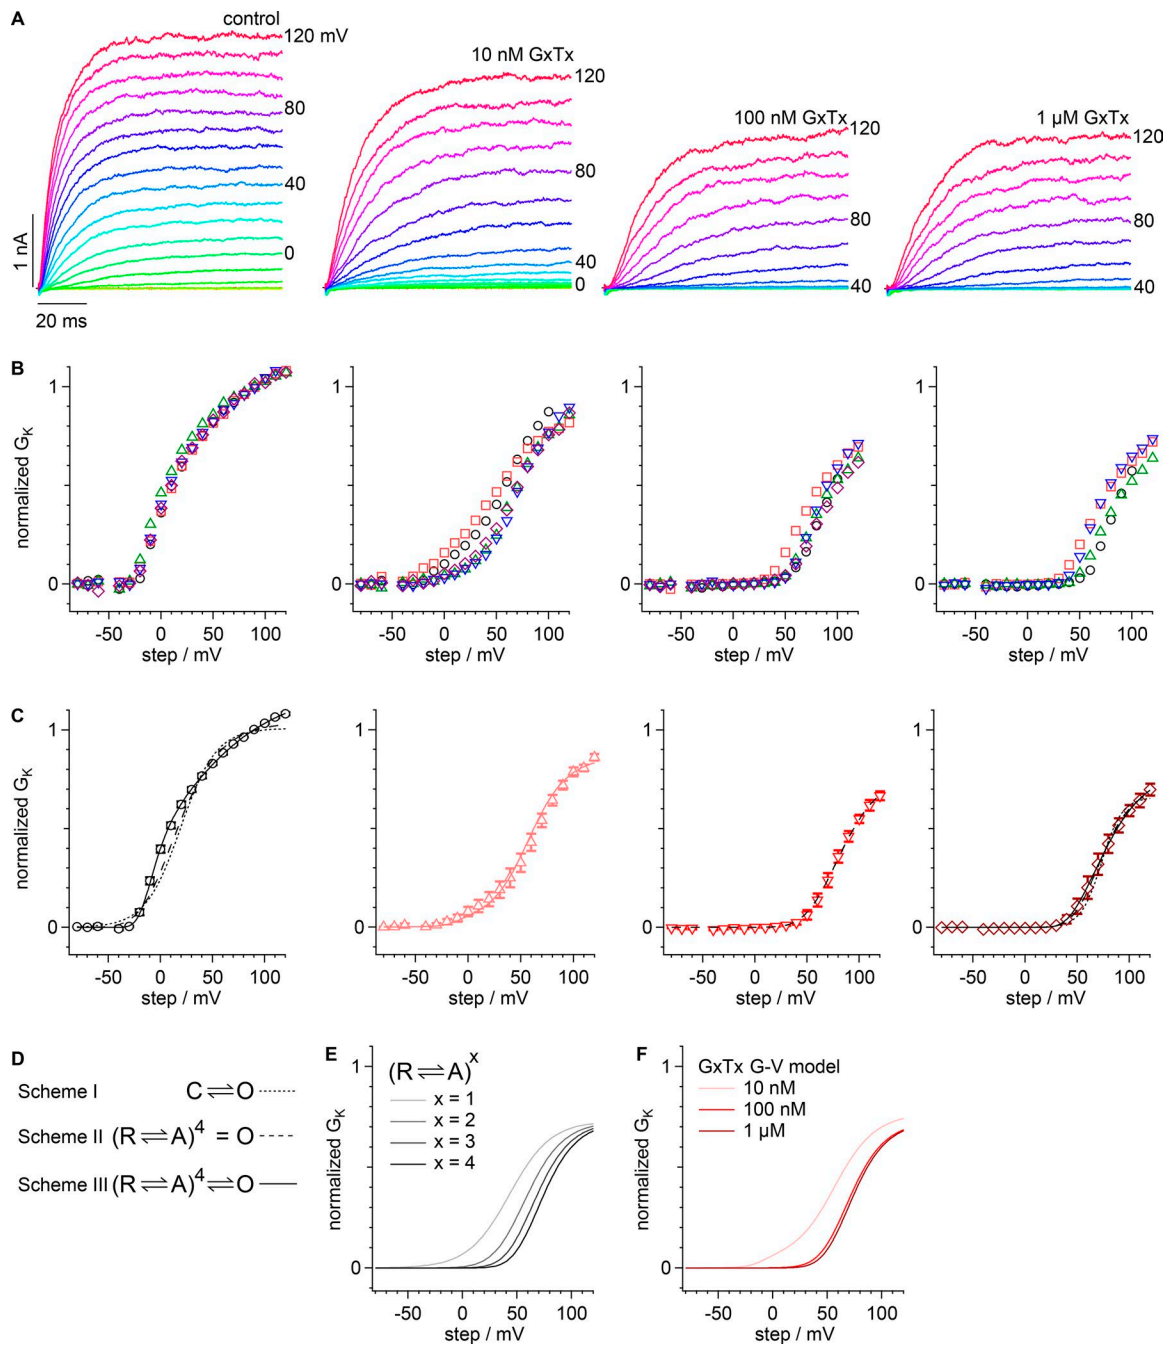 A
control
120 mV
80
40
0
1 nA
20 ms
10 nM GxTx
120
80
40
0
100 nM GxTx
120
80
40
1 µM GxTx
120
80
40
B
normalized G_K
1
0
-50 0 50 100
step / mV
1
0
-50 0 50 100
step / mV
1
0
-50 0 50 100
step / mV
1
0
-50 0 50 100
step / mV
C
normalized G_K
1
0
-50 0 50 100
step / mV
1
0
-50 0 50 100
step / mV
1
0
-50 0 50 100
step / mV
1
0
-50 0 50 100
step / mV
D
Scheme I C⇌O
Scheme II (R⇌A)⁴ = O
Scheme III (R⇌A)⁴⇌O
E
(R⇌A)ˣ
x = 1
x = 2
x = 3
x = 4
normalized G_K
1
0
-50 0 50 100
step / mV
F
GxTx G-V model
10 nM
100 nM
1 µM
normalized G_K
1
0
-50 0 50 100
step / mV